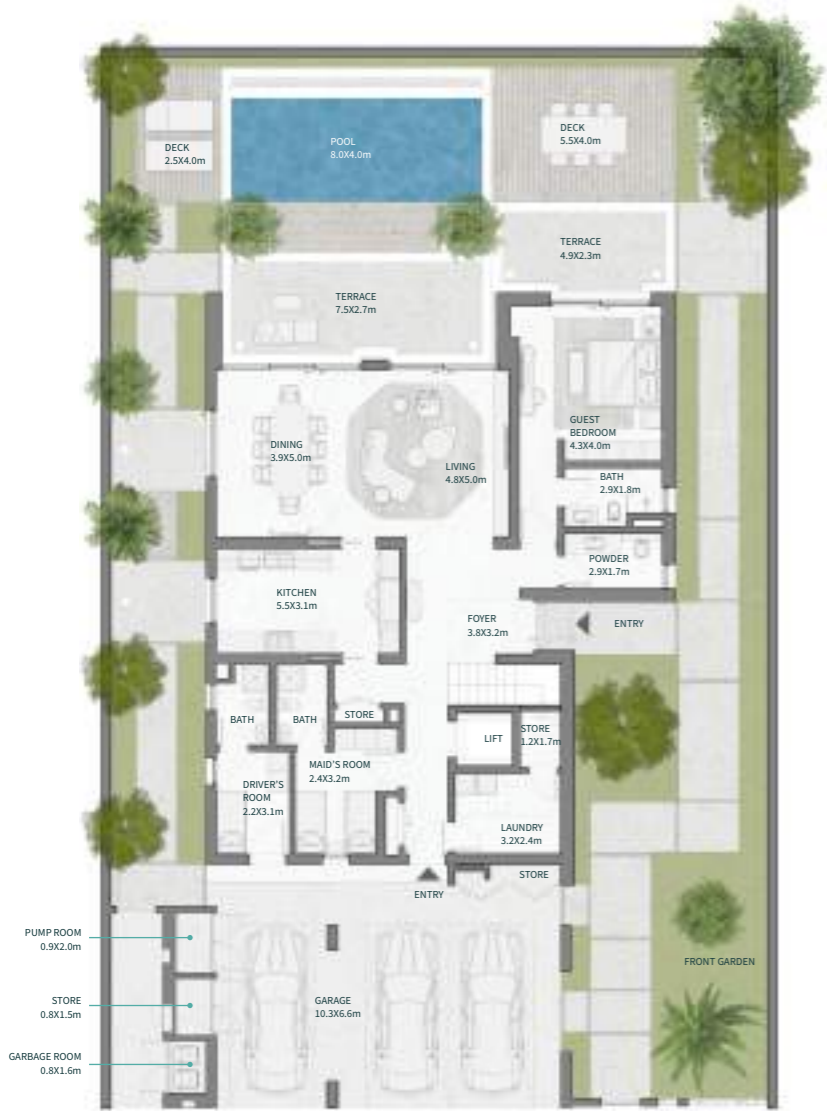 DECK
2.5X4.0m
POOL
8.0X4.0m
DECK
5.5X4.0m
TERRACE
4.9X2.3m
TERRACE
7.5X2.7m
GUEST
BEDROOM
4.3X4.0m
DINING
3.9X5.0m
LIVING
4.8X5.0m
BATH
2.9X1.8m
POWDER
2.9X1.7m
KITCHEN
5.5X3.1m
FOYER
3.8X3.2m
ENTRY
BATH
BATH
STORE
LIFT
STORE
1.2X1.7m
MAID'S ROOM
2.4X3.2m
DRIVER'S
ROOM
2.2X3.1m
LAUNDRY
3.2X2.4m
STORE
ENTRY
PUMP ROOM
0.9X2.0m
FRONT GARDEN
STORE
0.8X1.5m
GARAGE
10.3X6.6m
GARBAGE ROOM
0.8X1.6m